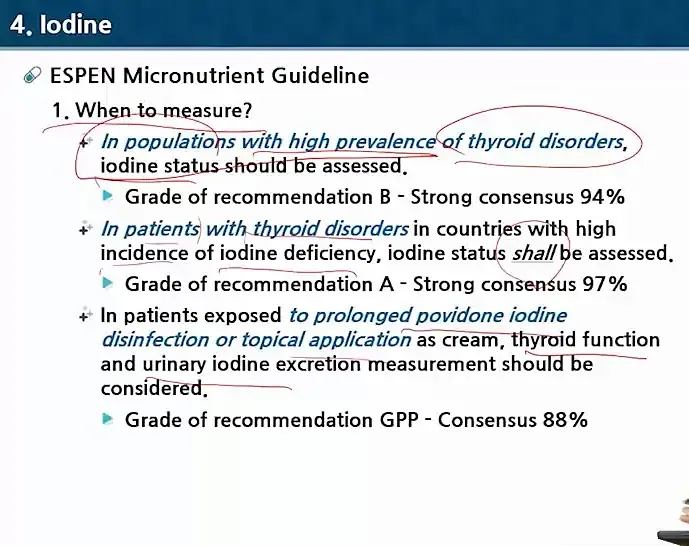 4. Iodine
ESPEN Micronutrient Guideline
1. When to measure?
In populations with high prevalence of thyroid disorders,
iodine status should be assessed.
Grade of recommendation B - Strong consensus 94%
In patients with thyroid disorders in countries with high
incidence of iodine deficiency, iodine status shall be assessed.
Grade of recommendation A - Strong consensus 97%
In patients exposed to prolonged povidone iodine
disinfection or topical application as cream, thyroid function
and urinary iodine excretion measurement should be
considered.
Grade of recommendation GPP - Consensus 88%